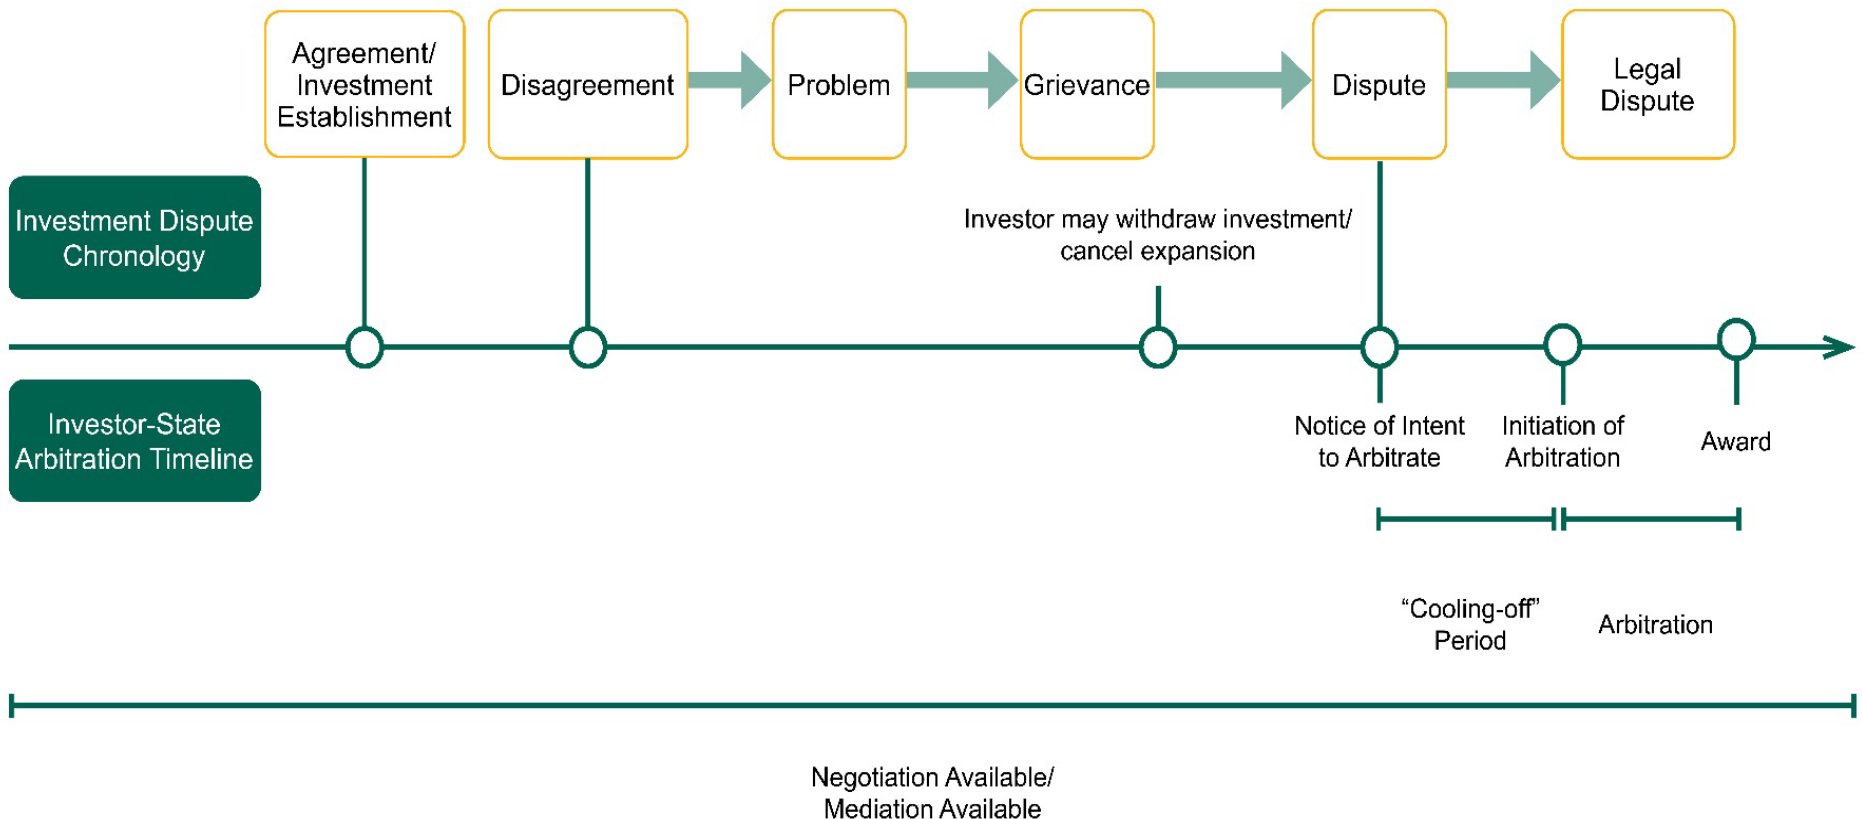 Agreement/
Investment
Establishment
Disagreement
Problem
Grievance
Dispute
Legal
Dispute
Investment Dispute
Chronology
Investor may withdraw investment/
cancel expansion
Investor-State
Arbitration Timeline
Notice of Intent
to Arbitrate
Initiation of
Arbitration
Award
“Cooling-off”
Period
Arbitration
Negotiation Available/
Mediation Available